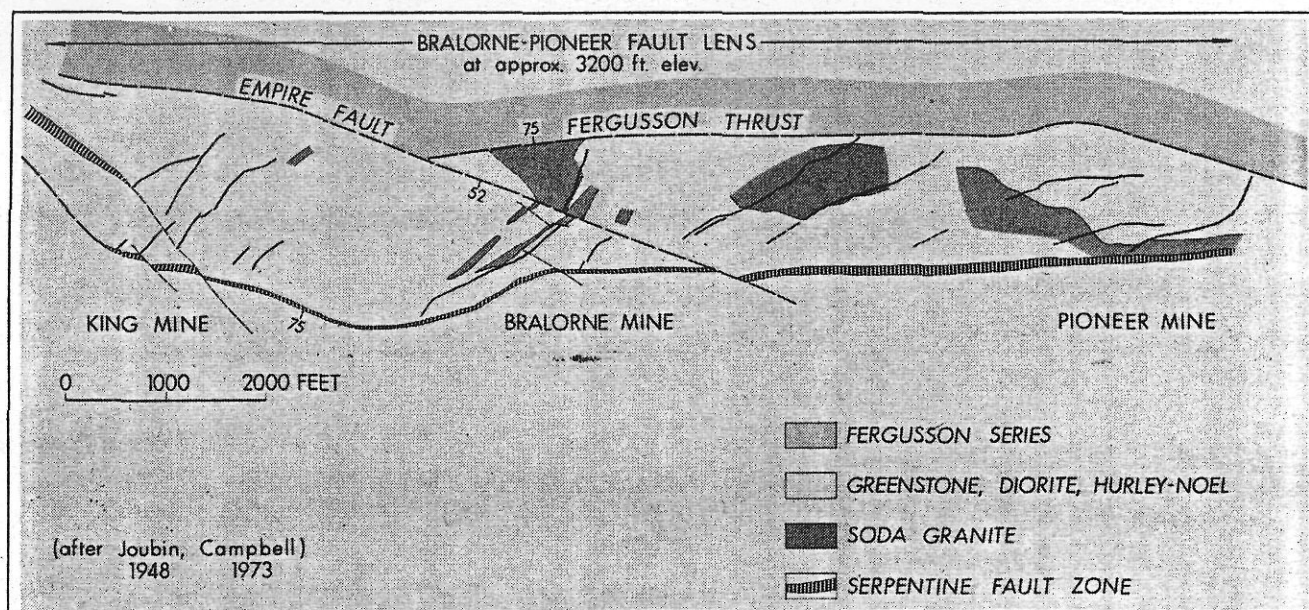 BRALORNE-PIONEER FAULT LENS
at approx. 3200 ft. elev.
EMPIRE FAULT
75
FERGUSSON THRUST
52
75
KING MINE
BRALORNE MINE
PIONEER MINE
0 1000 2000 FEET
FERGUSSON SERIES
GREENSTONE, DIORITE, HURLEY-NOEL
SODA GRANITE
SERPENTINE FAULT ZONE
(after Joubin, Campbell)
1948 1973